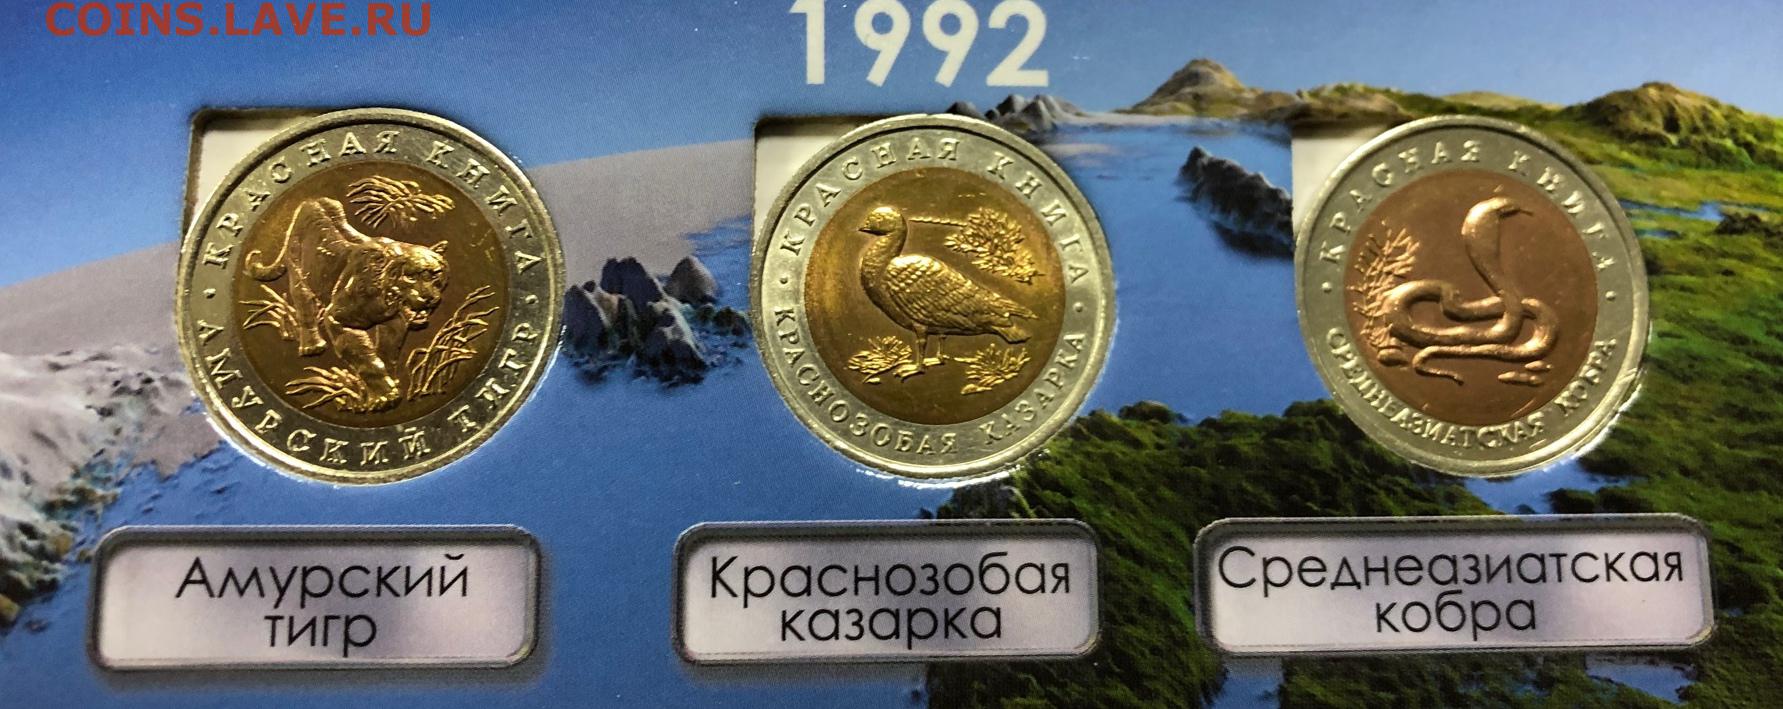 COINS.LAVE.RU
1992
КРАСНАЯ КНИГА
АМУРСКИЙ ТИГР
КРАСНАЯ КНИГА
КРАСНОЗОБАЯ КАЗАРКА
КРАСНАЯ КНИГА
СРЕДНЕАЗИАТСКАЯ КОБРА
Амурский
тигр
Краснозобая
казарка
Среднеазиатская
кобра